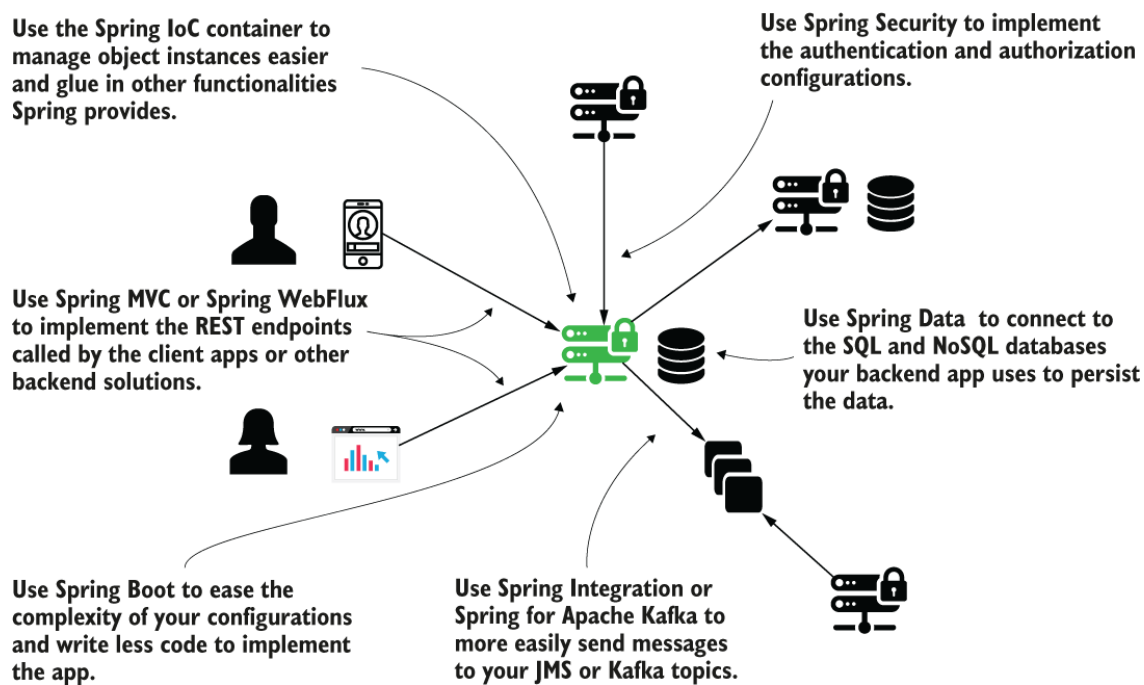 Use the Spring IoC container to
manage object instances easier
and glue in other functionalities
Spring provides.
Use Spring Security to implement
the authentication and authorization
configurations.
Use Spring MVC or Spring WebFlux
to implement the REST endpoints
called by the client apps or other
backend solutions.
Use Spring Data to connect to
the SQL and NoSQL databases
your backend app uses to persist
the data.
Use Spring Boot to ease the
complexity of your configurations
and write less code to implement
the app.
Use Spring Integration or
Spring for Apache Kafka to
more easily send messages
to your JMS or Kafka topics.